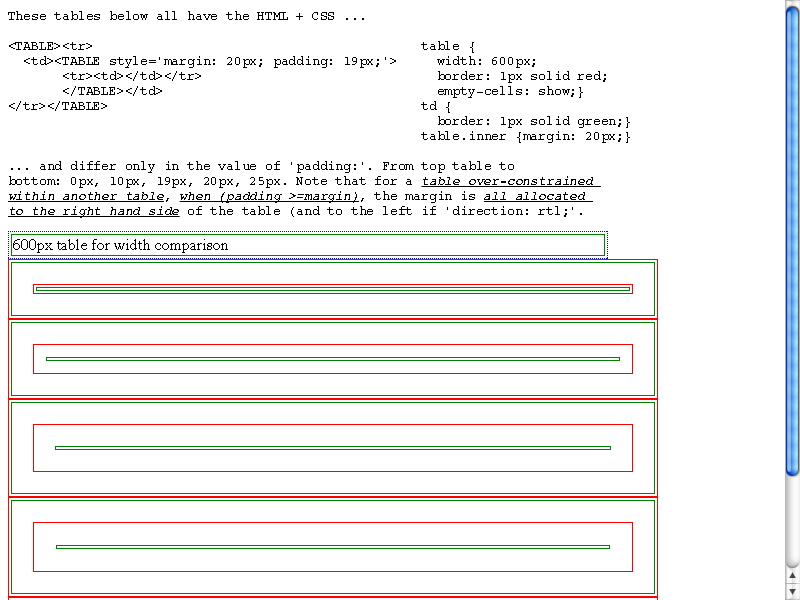 These tables below all have the HTML + CSS ...
<TABLE><tr>
<td><TABLE style='margin: 20px; padding: 19px;'>
<tr><td></td></tr>
</TABLE></td>
</tr></TABLE>
table {
width: 600px;
border: 1px solid red;
empty-cells: show;}
td {
border: 1px solid green;}
table.inner {margin: 20px;}
... and differ only in the value of 'padding:'. From top table to
bottom: 0px, 10px, 19px, 20px, 25px. Note that for a table over-constrained
within another table, when (padding >=margin), the margin is all allocated
to the right hand side of the table (and to the left if 'direction: rtl;'.
600px table for width comparison